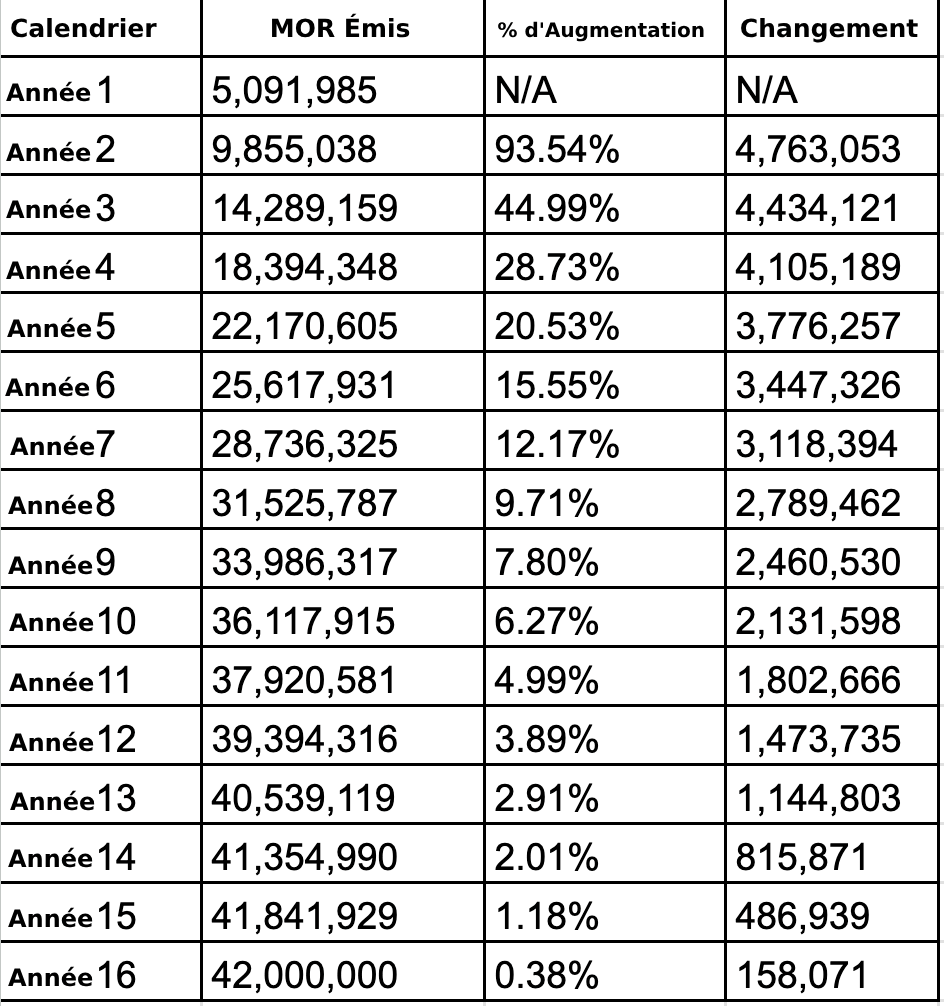 Calendrier MOR Émis % d'Augmentation Changement
Année 1 5,091,985 N/A N/A
Année 2 9,855,038 93.54% 4,763,053
Année 3 14,289,159 44.99% 4,434,121
Année 4 18,394,348 28.73% 4,105,189
Année 5 22,170,605 20.53% 3,776,257
Année 6 25,617,931 15.55% 3,447,326
Année 7 28,736,325 12.17% 3,118,394
Année 8 31,525,787 9.71% 2,789,462
Année 9 33,986,317 7.80% 2,460,530
Année 10 36,117,915 6.27% 2,131,598
Année 11 37,920,581 4.99% 1,802,666
Année 12 39,394,316 3.89% 1,473,735
Année 13 40,539,119 2.91% 1,144,803
Année 14 41,354,990 2.01% 815,871
Année 15 41,841,929 1.18% 486,939
Année 16 42,000,000 0.38% 158,071